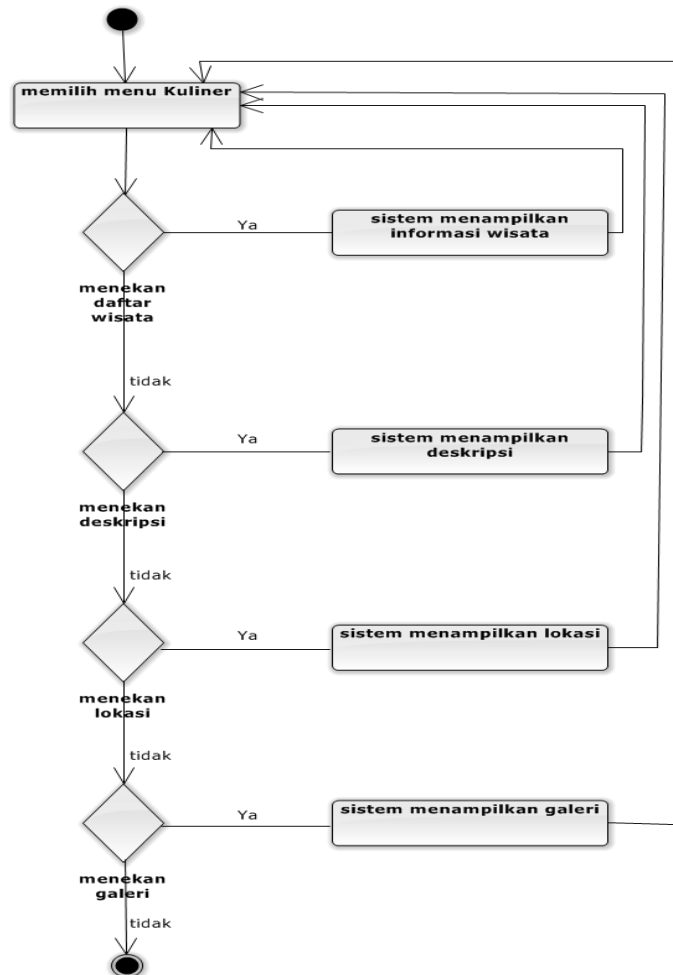 memilih menu Kuliner
Ya
sistem menampilkan
informasi wisata
menekan
daftar
wisata
tidak
Ya
sistem menampilkan
deskripsi
menekan
deskripsi
tidak
Ya
sistem menampilkan lokasi
menekan
lokasi
tidak
Ya
sistem menampilkan galeri
menekan
galeri
tidak